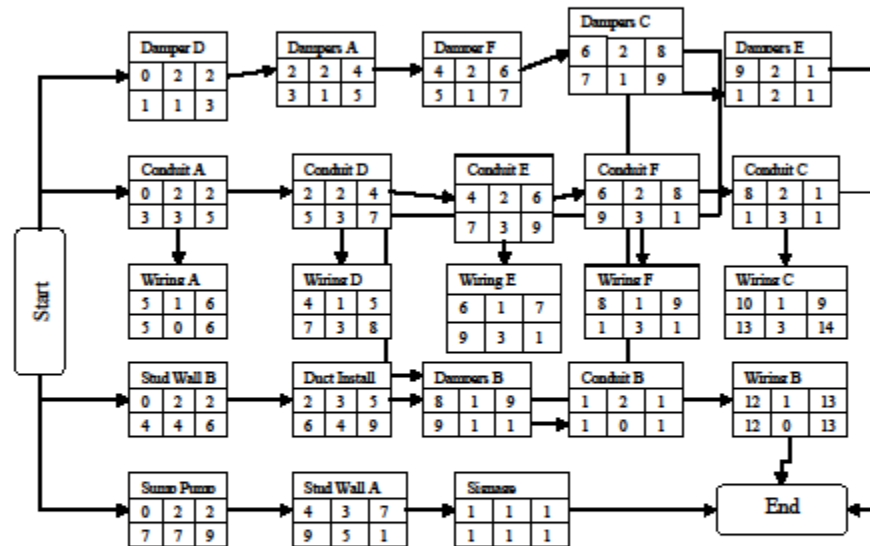 Damper D
0 2 2
1 1 3
Dampers A
2 2 4
3 1 5
Damper F
4 2 6
5 1 7
Dampers C
6 2 8
7 1 9
Dampers E
9 2 1
1 2 1
Conduit A
0 2 2
3 3 5
Conduit D
2 2 4
5 3 7
Conduit E
4 2 6
7 3 9
Conduit F
6 2 8
9 3 1
Conduit C
8 2 1
1 3 1
Start
Wiring A
5 1 6
5 0 6
Wiring D
4 1 5
7 3 8
Wiring E
6 1 7
9 3 1
Wiring F
8 1 9
1 3 1
Wiring C
10 1 9
13 3 14
Stud Wall B
0 2 2
4 4 6
Duct Install
2 3 5
6 4 9
Dampers B
8 1 9
9 1 1
Conduit B
1 2 1
1 0 1
Wiring B
12 1 13
12 0 13
Sump Pump
0 2 2
7 7 9
Stud Wall A
4 3 7
9 5 1
Signage
1 1 1
1 1 1
End